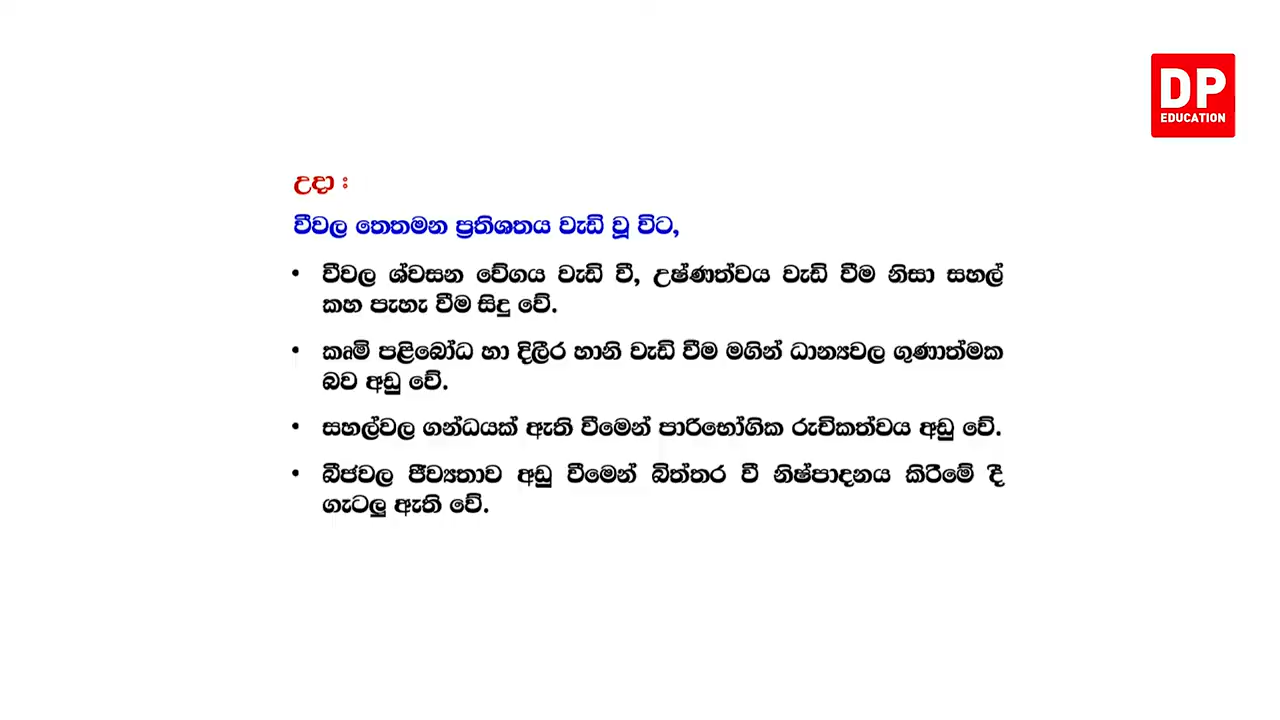 DP
EDUCATION
උදා :
වීවල තෙතමන ප්‍රතිශතය වැඩි වූ විට,
• වීවල ශ්වසන වේගය වැඩි වී, උෂ්ණත්වය වැඩි වීම නිසා සහල්
කහ පැහැ වීම සිදු වේ.
• කෘමි පළිබෝධ හා දිලීර හානි වැඩි වීම මගින් ධාන්‍යවල ගුණාත්මක
බව අඩු වේ.
• සහල්වල ගන්ධයක් ඇති වීමෙන් පාරිභෝගික රුචිකත්වය අඩු වේ.
• බීජවල ජීව්‍යතාව අඩු වීමෙන් බිත්තර වී නිෂ්පාදනය කිරීමේ දී
ගැටලු ඇති වේ.